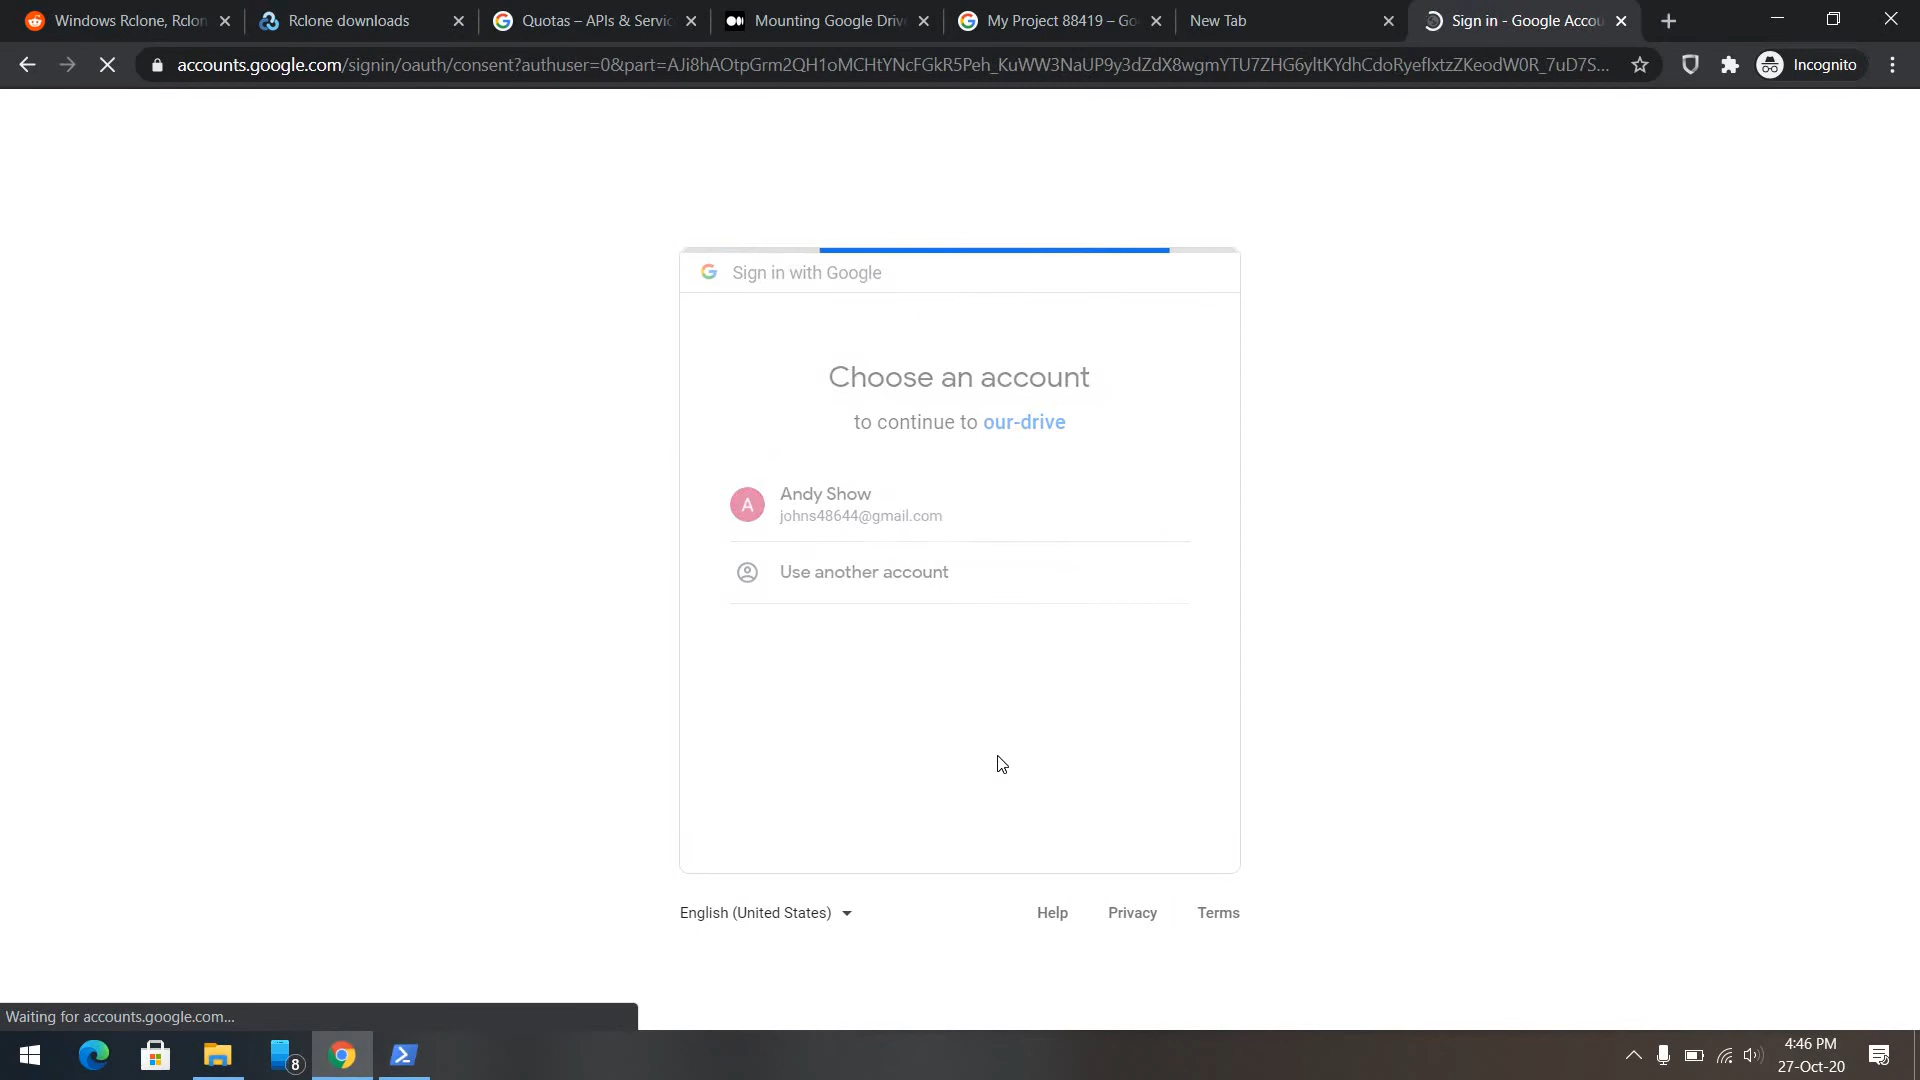 Windows Rclone, Rclon
Rclone downloads
Quotas – APIs & Servic
Mounting Google Driv
My Project 88419 – Go
New Tab
Sign in - Google Accou
accounts.google.com/signin/oauth/consent?authuser=0&part=AJi8hAOtpGrm2QH1oMCHtYNcFGkR5Peh_KuWW3NaUP9y3dZdX8wgmYTU7ZHG6yltKYdhCdoRyefIxtzZKeodW0R_7uD7S...
Incognito
G Sign in with Google
Choose an account
to continue to our-drive
A
Andy Show
johns48644@gmail.com
Use another account
English (United States)
Help
Privacy
Terms
Waiting for accounts.google.com...
8
4:46 PM
27-Oct-20